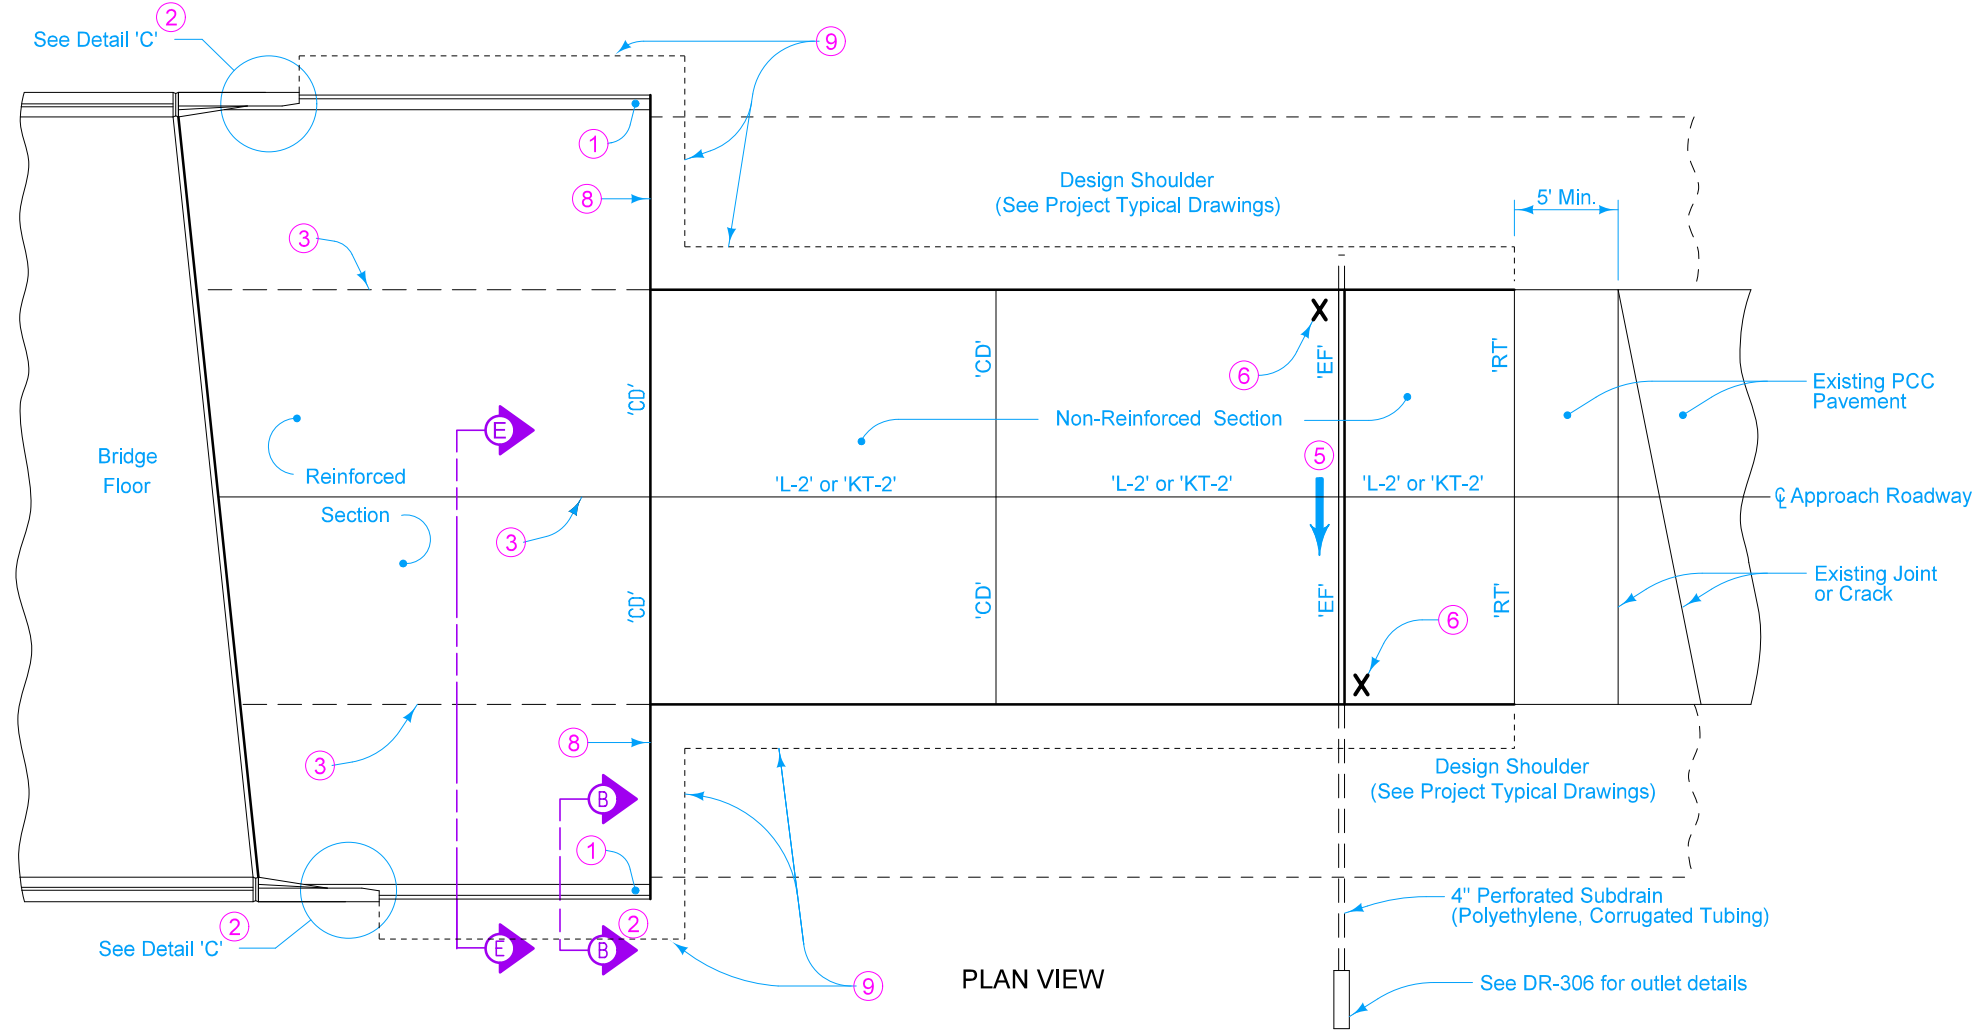 2
See Detail 'C'
9
1
8
3
Design Shoulder
(See Project Typical Drawings)
5' Min.
6
'CD'
'CD'
'EF'
'RT'
Existing PCC
Pavement
E
Non-Reinforced Section
Bridge
Floor
Reinforced
Section
5
'L-2' or 'KT-2'
'L-2' or 'KT-2'
'L-2' or 'KT-2'
℄ Approach Roadway
3
'CD'
'CD'
'EF'
'RT'
Existing Joint
or Crack
6
8
3
B
Design Shoulder
(See Project Typical Drawings)
1
4" Perforated Subdrain
(Polyethylene, Corrugated Tubing)
2
See Detail 'C'
2
E
B
9
PLAN VIEW
See DR-306 for outlet details